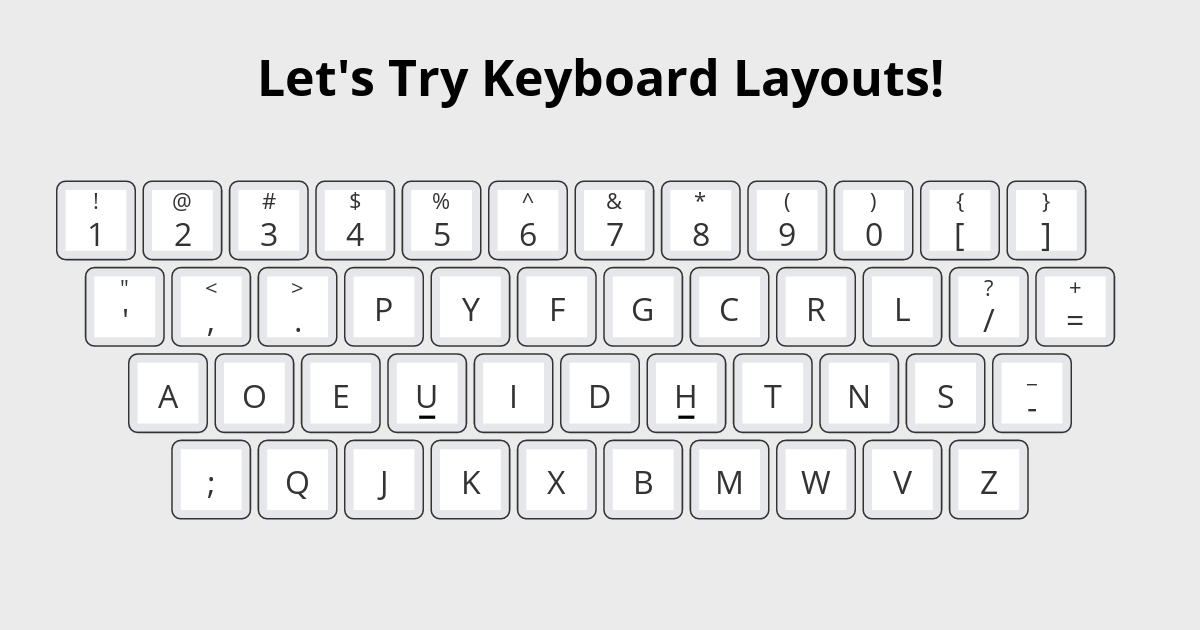 Let's Try Keyboard Layouts!
! @ # $ % ^ & * ( ) { }
1 2 3 4 5 6 7 8 9 0 [ ]
" < > ? +
' , . P Y F G C R L / =
A O E U I D H T N S _ -
; Q J K X B M W V Z